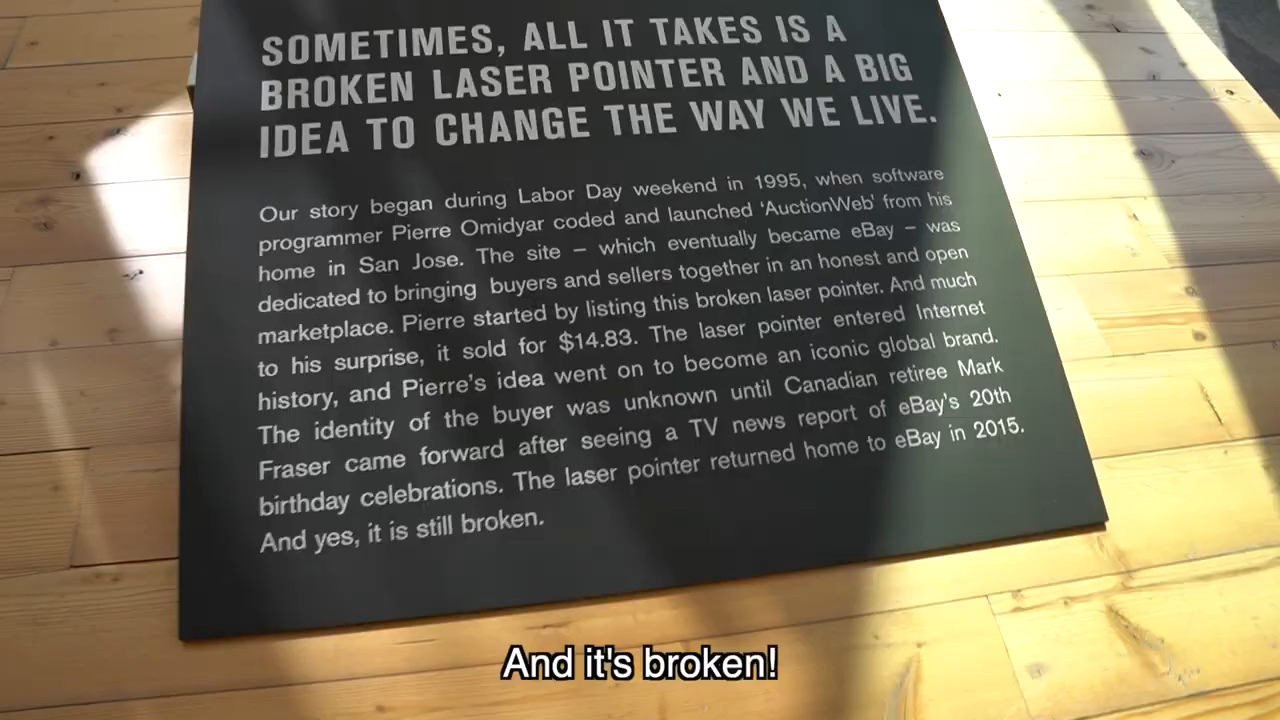 SOMETIMES, ALL IT TAKES IS A
BROKEN LASER POINTER AND A BIG
IDEA TO CHANGE THE WAY WE LIVE.
Our story began during Labor Day weekend in 1995, when software
programmer Pierre Omidyar coded and launched ‘AuctionWeb’ from his
home in San Jose. The site – which eventually became eBay – was
dedicated to bringing buyers and sellers together in an honest and open
marketplace. Pierre started by listing this broken laser pointer. And much
to his surprise, it sold for $14.83. The laser pointer entered Internet
history, and Pierre’s idea went on to become an iconic global brand.
The identity of the buyer was unknown until Canadian retiree Mark
Fraser came forward after seeing a TV news report of eBay's 20th
birthday celebrations. The laser pointer returned home to eBay in 2015.
And yes, it is still broken.
And it's broken!